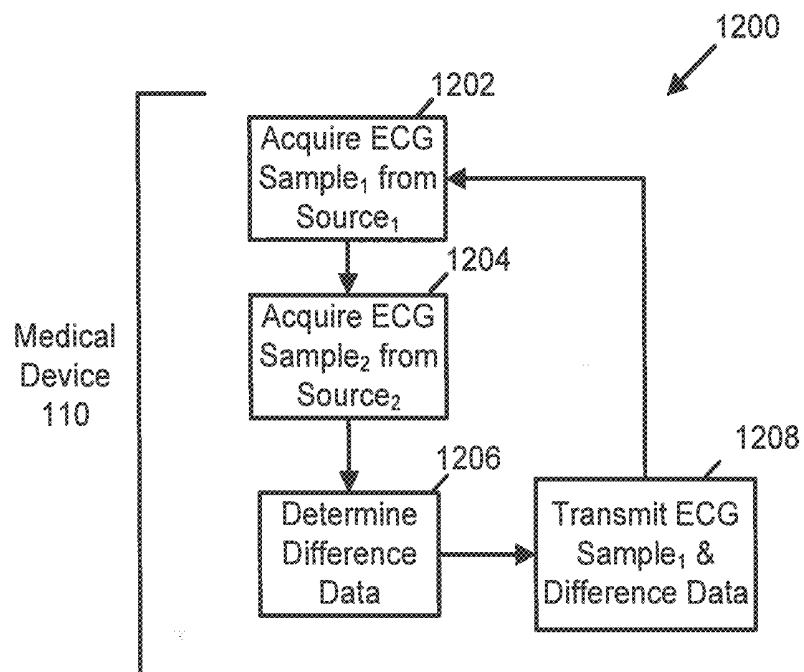 1200
1202
Acquire ECG
Sample₁ from
Source₁
1204
Acquire ECG
Sample₂ from
Source₂
Medical
Device
110
1206
Determine
Difference
Data
1208
Transmit ECG
Sample₁ &
Difference Data